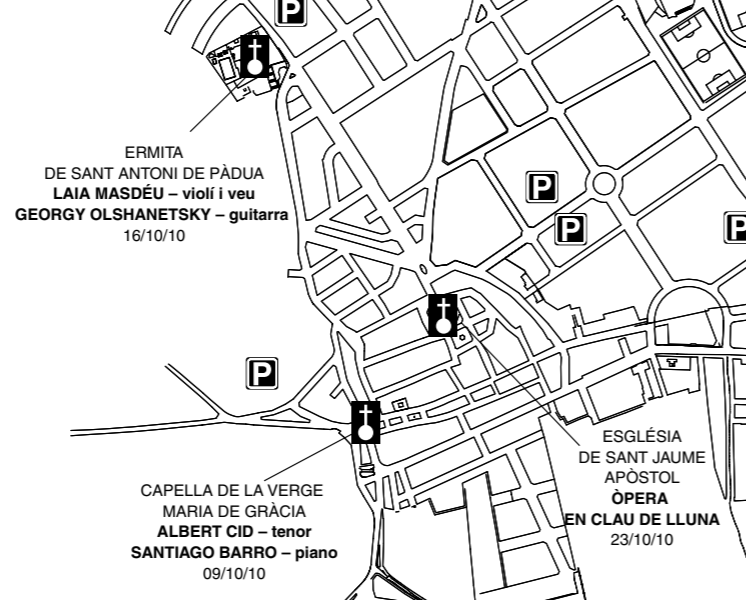 P
ERMITA
DE SANT ANTONI DE PÀDUA
LAIA MASDÉU – violí i veu
GEORGY OLSHANETSKY – guitarra
16/10/10
P
P
P
P
CAPELLA DE LA VERGE
MARIA DE GRÀCIA
ALBERT CID – tenor
SANTIAGO BARRO – piano
09/10/10
ESGLÉSIA
DE SANT JAUME
APÒSTOL
ÒPERA
EN CLAU DE LLUNA
23/10/10